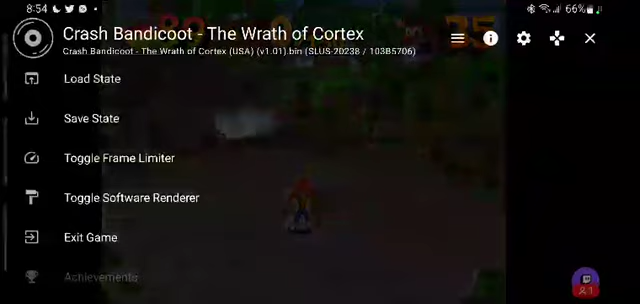 8:54
66%
Crash Bandicoot - The Wrath of Cortex
Crash Bandicoot - The Wrath of Cortex (USA) (v1.01).bin (SLUS-20238 / 103B5706)
Load State
Save State
Toggle Frame Limiter
Toggle Software Renderer
Exit Game
Achievements
1